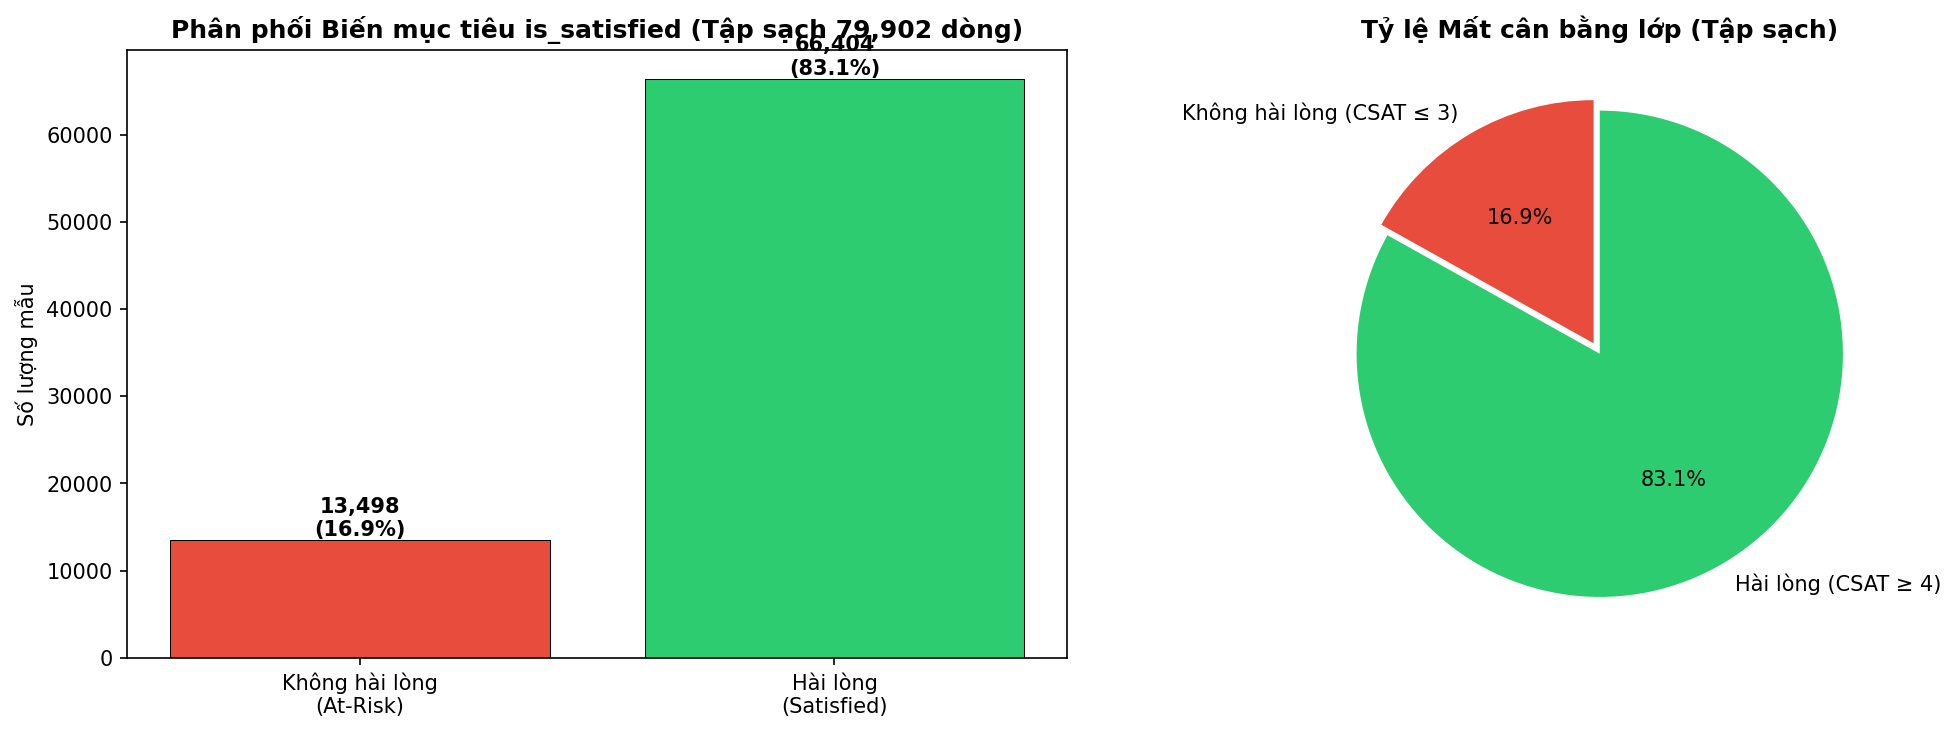 Phân phối Biến mục tiêu is_satisfied (Tập sạch 79,902 dòng)
66,404
(83.1%)
13,498
(16.9%)
Số lượng mẫu
60000
50000
40000
30000
20000
10000
0
Không hài lòng
(At-Risk)
Hài lòng
(Satisfied)
Tỷ lệ Mất cân bằng lớp (Tập sạch)
Không hài lòng (CSAT ≤ 3)
16.9%
83.1%
Hài lòng (CSAT ≥ 4)